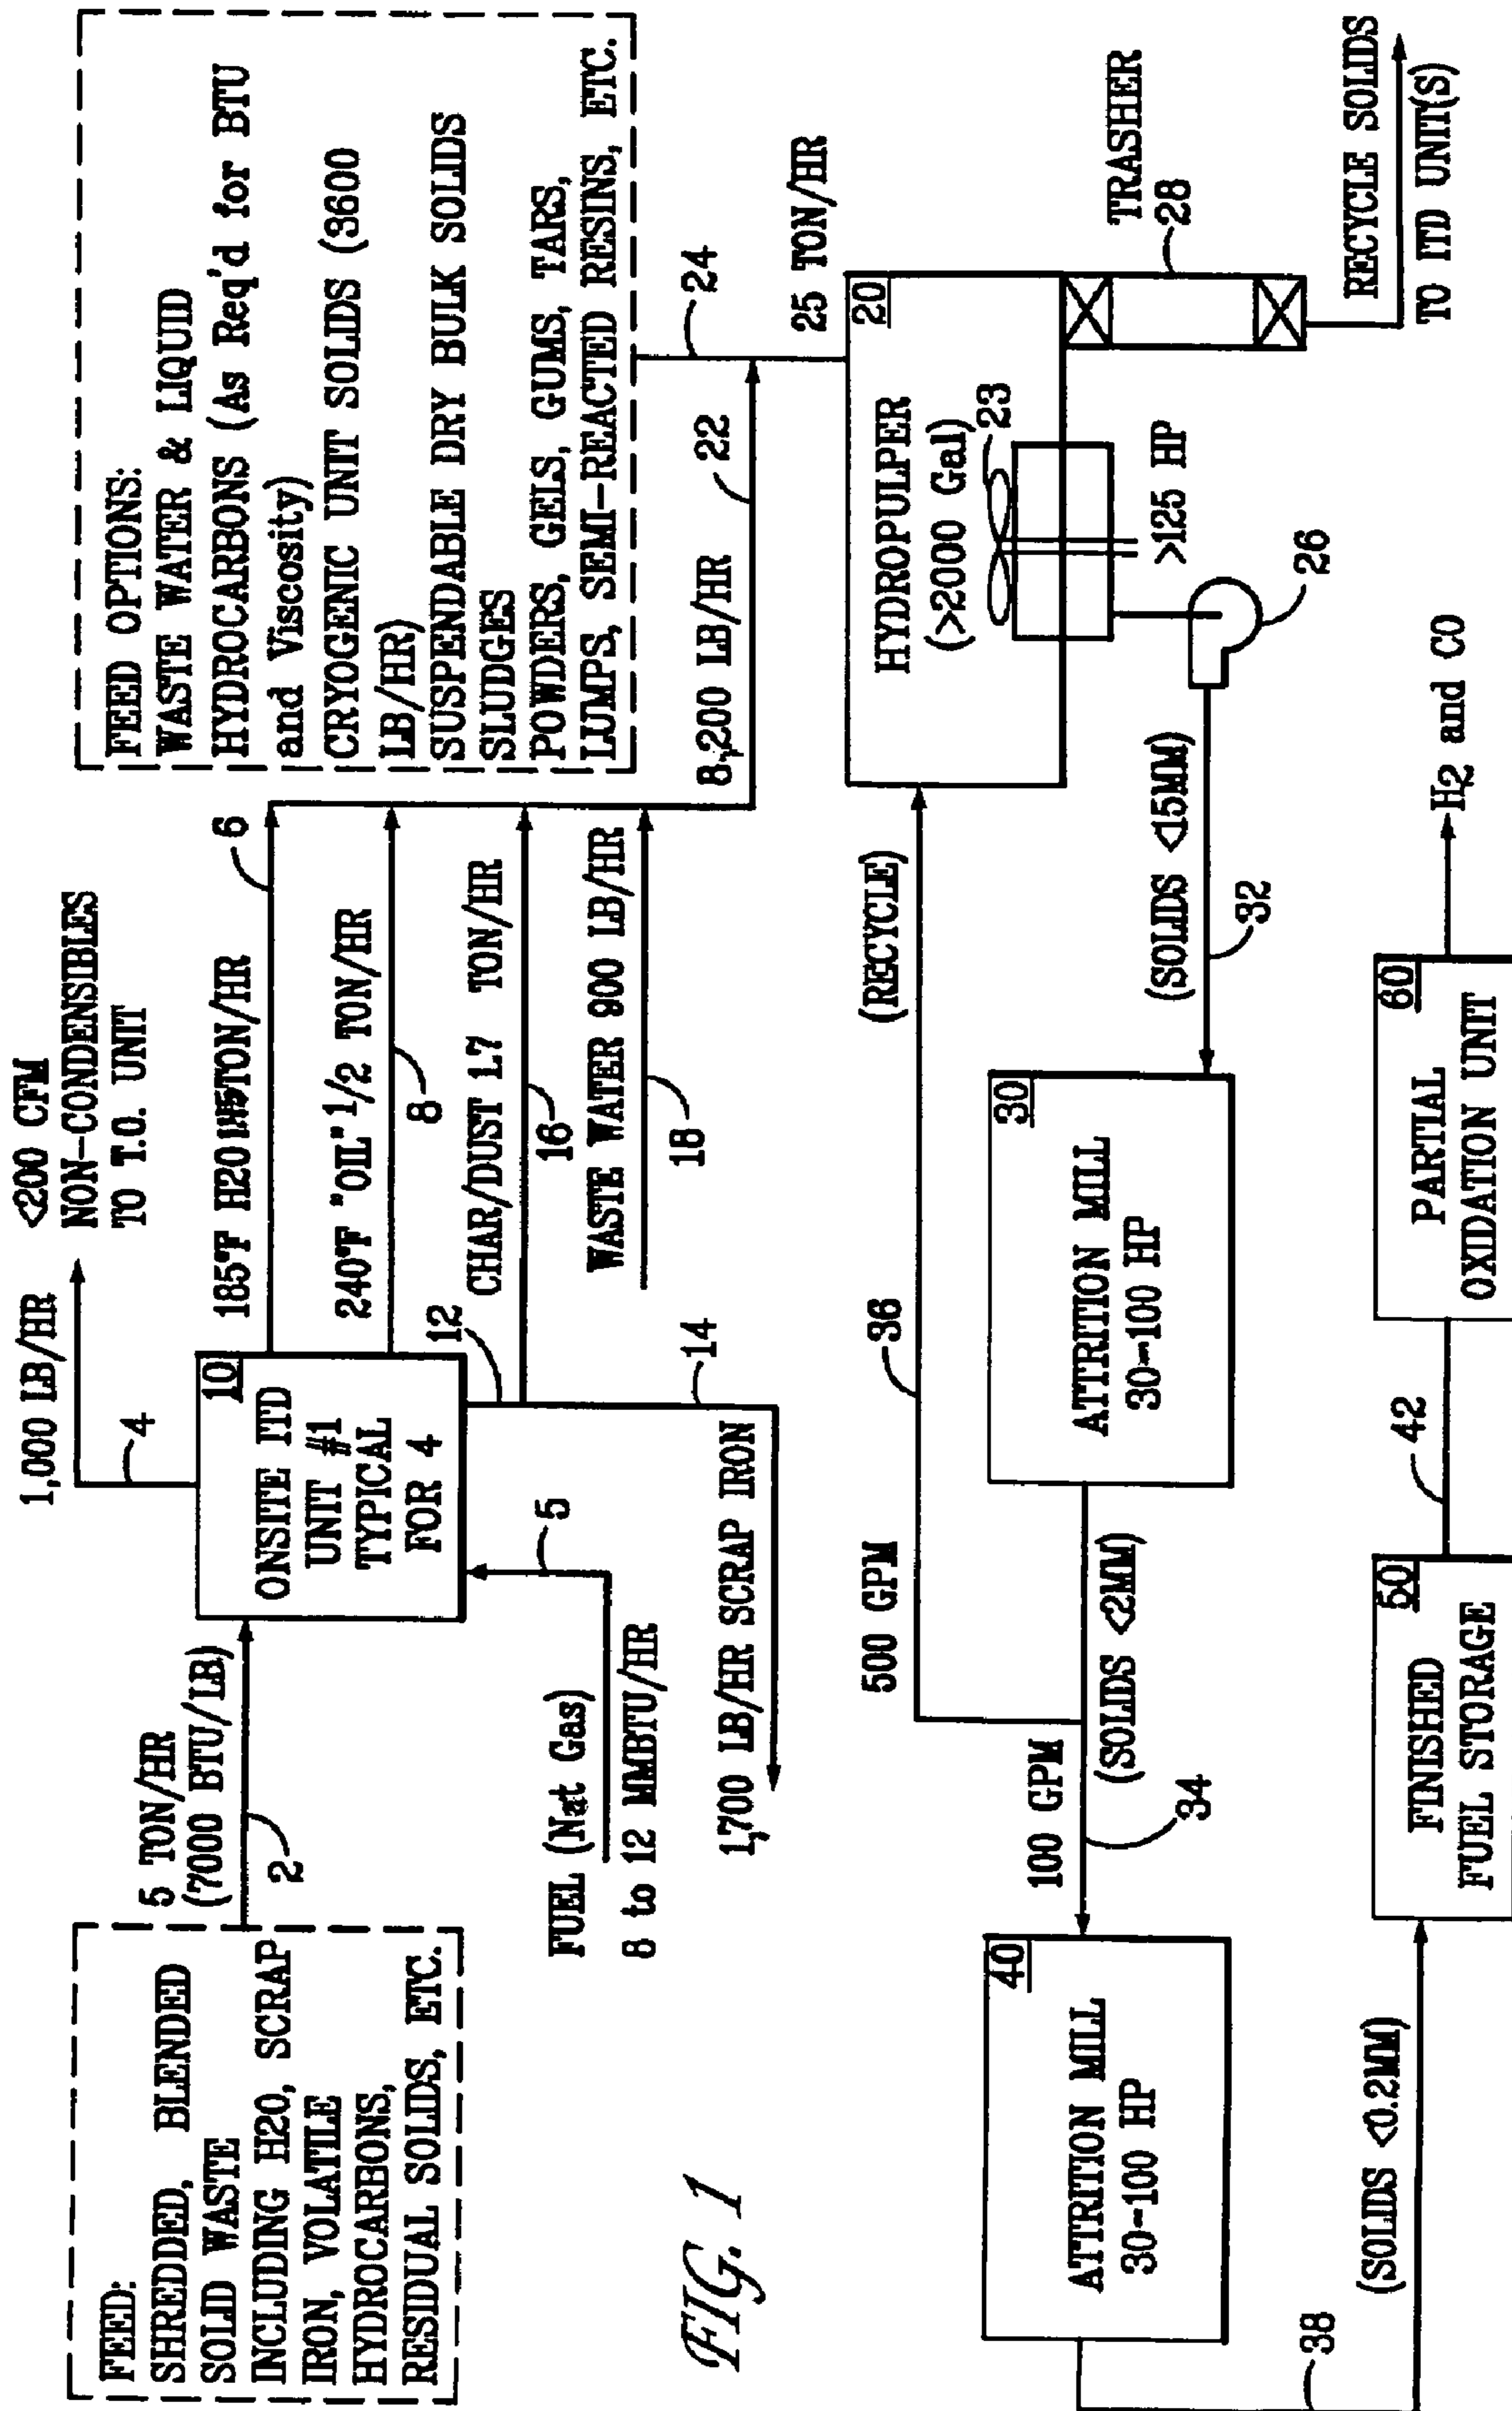 FEED:
SHREDDED, BLENDED
SOLID WASTE
INCLUDING H2O, SCRAP
IRON, VOLATILE
HYDROCARBONS,
RESIDUAL SOLIDS, ETC.
5 TON/HR
(7000 BTU/LB)
2
1,000 LB/HR
<200 CFM
NON-CONDENSIBLES
TO T.O. UNIT
4
10
ONSITE ITD
UNIT #1
TYPICAL
FOR 4
5
FUEL (Nat Gas)
8 to 12 MMBTU/HR
185°F H2O TON/HR
6
240°F "OIL" 1/2 TON/HR
8
12
CHAR/DUST 1.7 TON/HR
16
WASTE WATER 900 LB/HR
18
14
1,700 LB/HR SCRAP IRON
FEED OPTIONS:
WASTE WATER & LIQUID
HYDROCARBONS (As Req'd for BTU
and Viscosity)
CRYOGENIC UNIT SOLIDS (3600
LB/HR)
SUSPENDABLE DRY BULK SOLIDS
SLUDGES
POWDERS, GELS, GUMS, TARS,
LUMPS, SEMI-REACTED RESINS, ETC.
8,200 LB/HR
22
24
25 TON/HR
20
HYDROPULPER
(>2000 Gal)
23
>125 HP
26
TRASHER
28
RECYCLE SOLIDS
TO ITD UNIT(S)
500 GPM
36
(RECYCLE)
(SOLIDS <15MM)
32
30
ATTRITION MILL
30-100 HP
100 GPM
(SOLIDS <2MM)
34
40
ATTRITION MILL
30-100 HP
38
(SOLIDS <0.2MM)
50
FINISHED
FUEL STORAGE
42
60
PARTIAL
OXIDATION UNIT
H2 and CO
FIG. 1